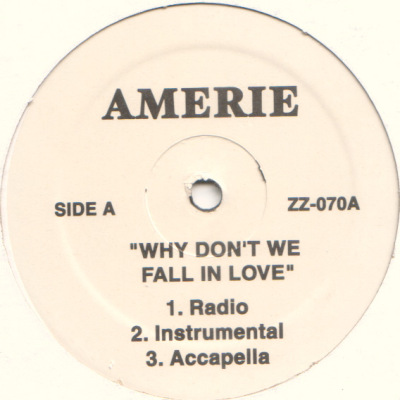 AMERIE
SIDE A
ZZ-070A
"WHY DON'T WE
FALL IN LOVE"
1. Radio
2. Instrumental
3. Accapella